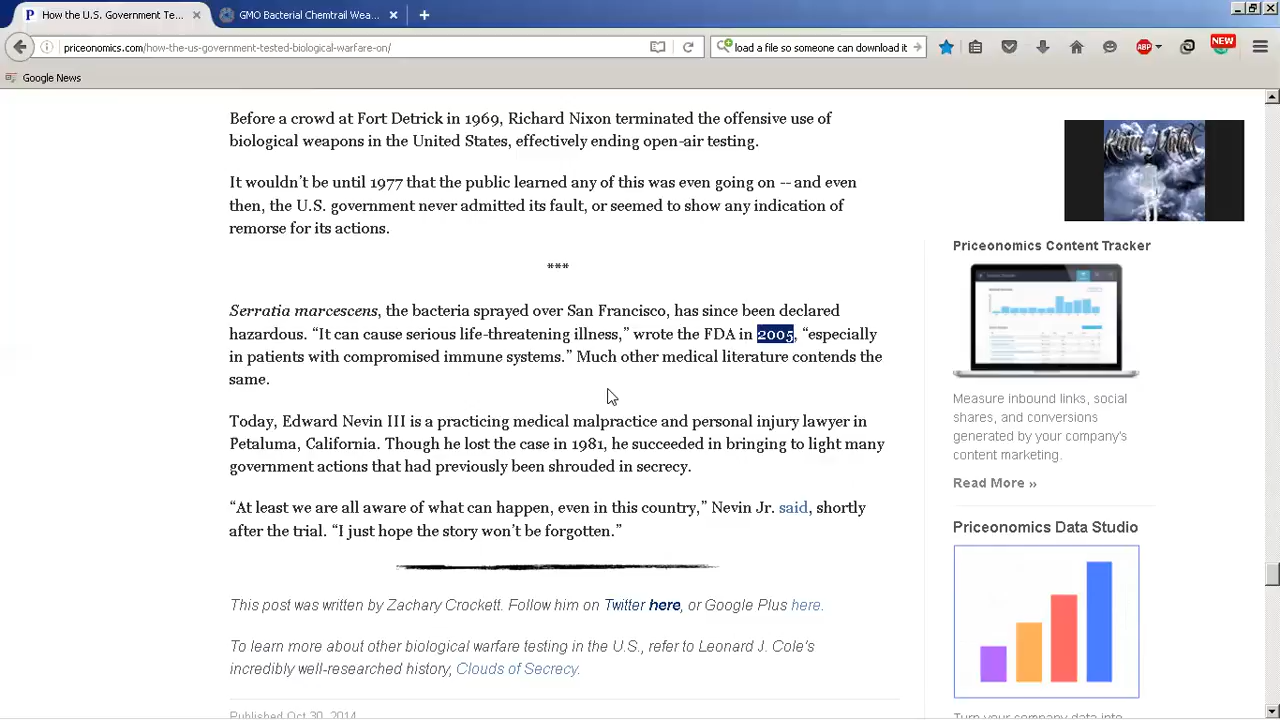 How the U.S. Government Te...
GMO Bacterial Chemtrail Wea...
priceonomics.com/how-the-us-government-tested-biological-warfare-on/
load a file so someone can download it
ABP
NEW
Google News
Before a crowd at Fort Detrick in 1969, Richard Nixon terminated the offensive use of
biological weapons in the United States, effectively ending open-air testing.
It wouldn't be until 1977 that the public learned any of this was even going on -- and even
then, the U.S. government never admitted its fault, or seemed to show any indication of
remorse for its actions.
***
Serratia marcescens, the bacteria sprayed over San Francisco, has since been declared
hazardous. “It can cause serious life-threatening illness,” wrote the FDA in 2005, “especially
in patients with compromised immune systems.” Much other medical literature contends the
same.
Today, Edward Nevin III is a practicing medical malpractice and personal injury lawyer in
Petaluma, California. Though he lost the case in 1981, he succeeded in bringing to light many
government actions that had previously been shrouded in secrecy.
“At least we are all aware of what can happen, even in this country,” Nevin Jr. said, shortly
after the trial. “I just hope the story won't be forgotten.”
This post was written by Zachary Crockett. Follow him on Twitter here, or Google Plus here.
To learn more about other biological warfare testing in the U.S., refer to Leonard J. Cole's
incredibly well-researched history, Clouds of Secrecy.
Published Oct 30, 2014
Priceonomics Content Tracker
Measure inbound links, social
shares, and conversions
generated by your company's
content marketing.
Read More »
Priceonomics Data Studio
Turn your company data into